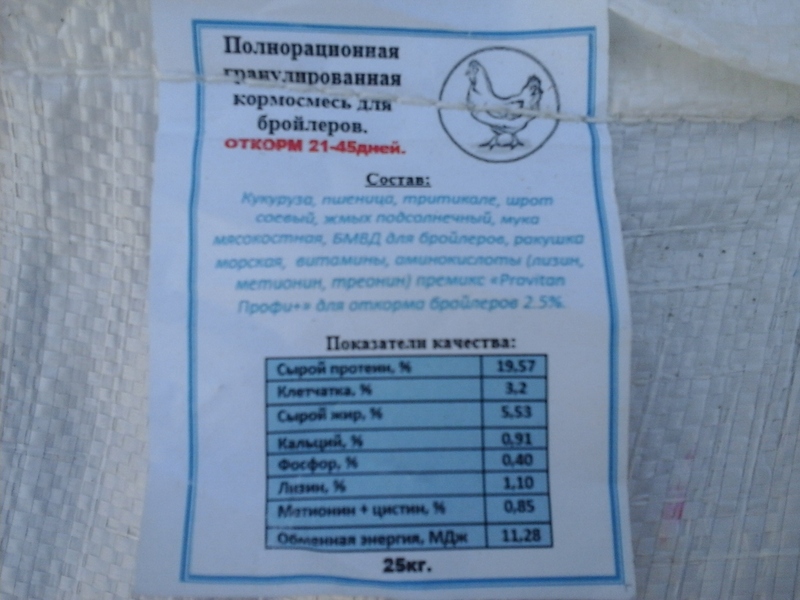 Полнорационная
гранулированная
кормосмесь для
бройлеров.
ОТКОРМ 21-45дней.
Состав:
Кукуруза, пшеница, тритикале, шрот
соевый, жмых подсолнечный, мука
мясокостная, БМВД для бройлеров, ракушка
морская, витамины, аминокислоты (лизин,
метионин, треонин) премикс «Provitan
Профи+» для откорма бройлеров 2.5%.
Показатели качества:
Сырой протеин, % 19,57
Клетчатка, % 3,2
Сырой жир, % 5,53
Кальций, % 0,91
Фосфор, % 0,40
Лизин, % 1,10
Мотионин + цистин, % 0,85
Обменная энергия, МДж 11,28
25кг.